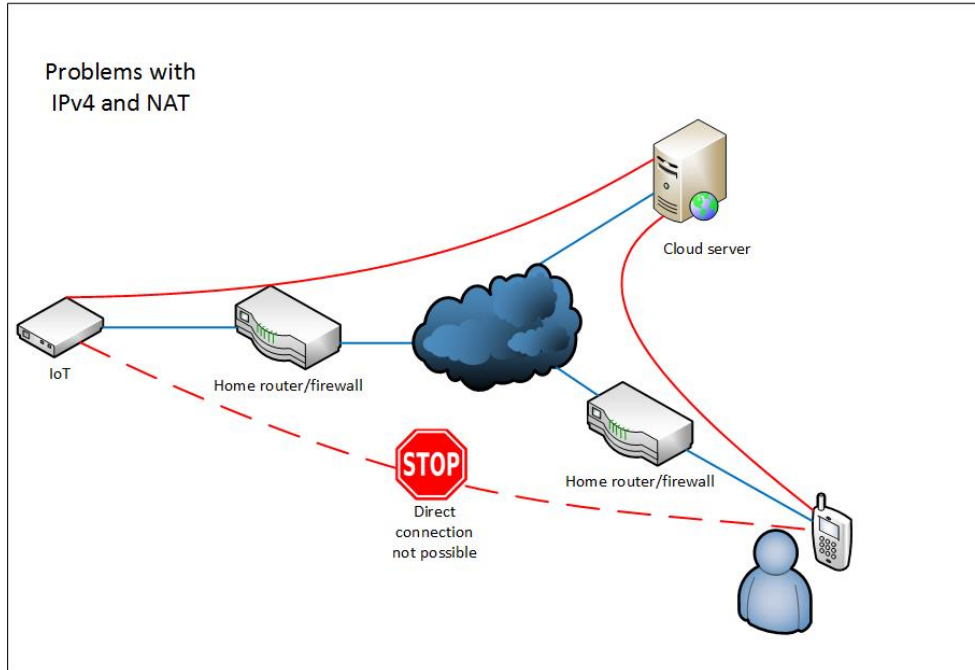 Problems with
IPv4 and NAT
Cloud server
IoT
Home router/firewall
Home router/firewall
STOP
Direct
connection
not possible